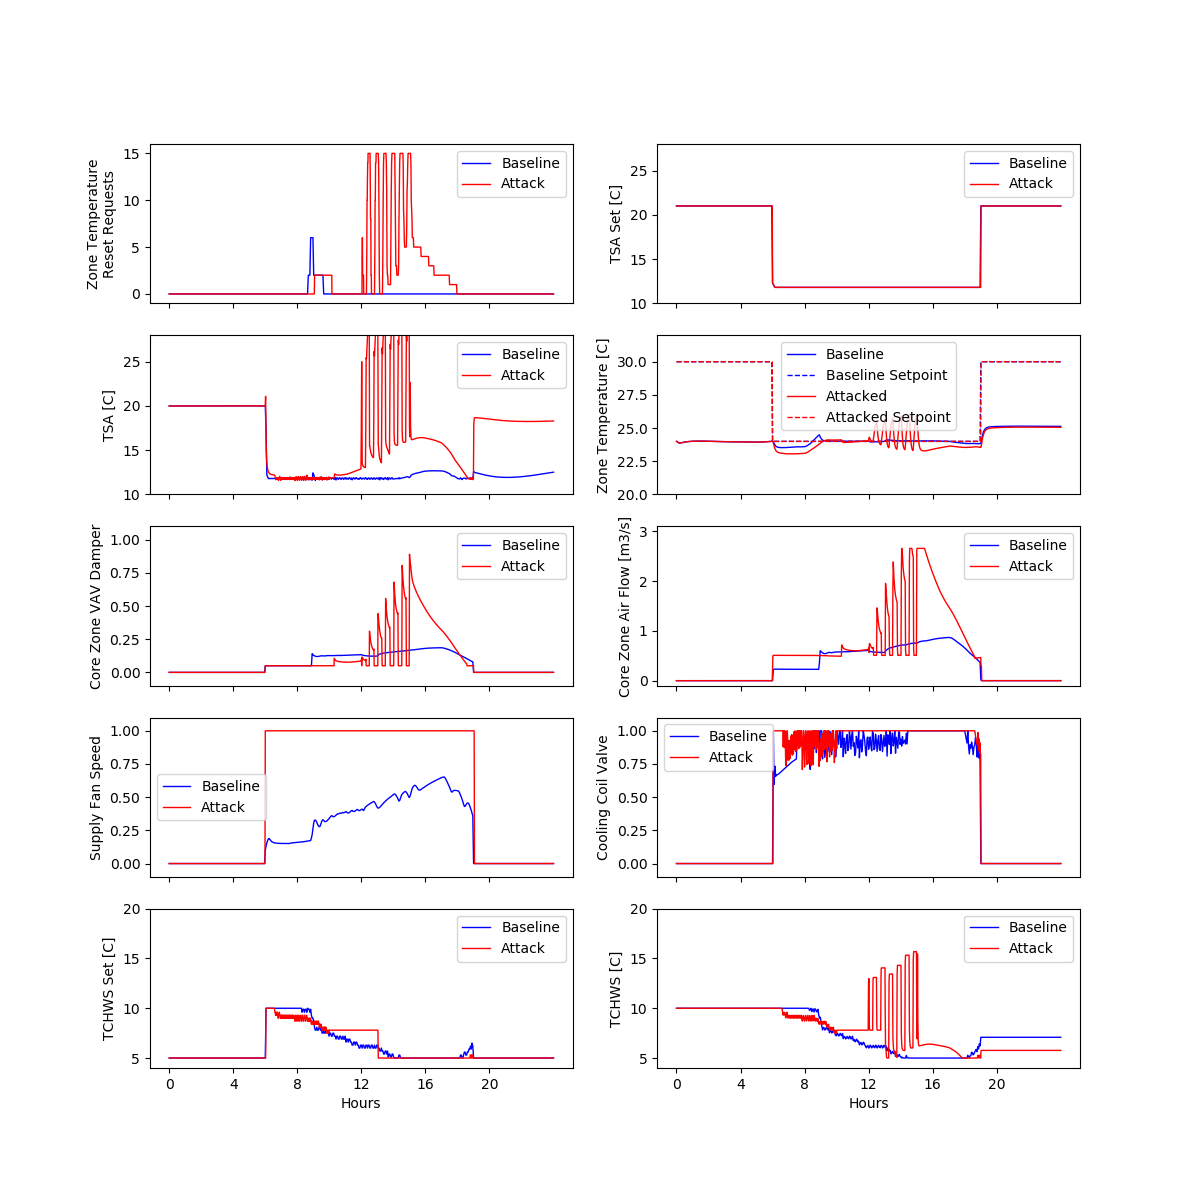 Zone Temperature
Reset Requests
15
10
5
0
Baseline
Attack
TSA Set [C]
25
20
15
10
Baseline
Attack
TSA [C]
25
20
15
10
Baseline
Attack
Zone Temperature [C]
30.0
27.5
25.0
22.5
20.0
Baseline
Baseline Setpoint
Attacked
Attacked Setpoint
Core Zone VAV Damper
1.00
0.75
0.50
0.25
0.00
Baseline
Attack
Core Zone Air Flow [m3/s]
3
2
1
0
Baseline
Attack
Supply Fan Speed
1.00
0.75
0.50
0.25
0.00
Baseline
Attack
Cooling Coil Valve
1.00
0.75
0.50
0.25
0.00
Baseline
Attack
TCHWS Set [C]
20
15
10
5
Baseline
Attack
0 4 8 12 16 20
Hours
TCHWS [C]
20
15
10
5
Baseline
Attack
0 4 8 12 16 20
Hours